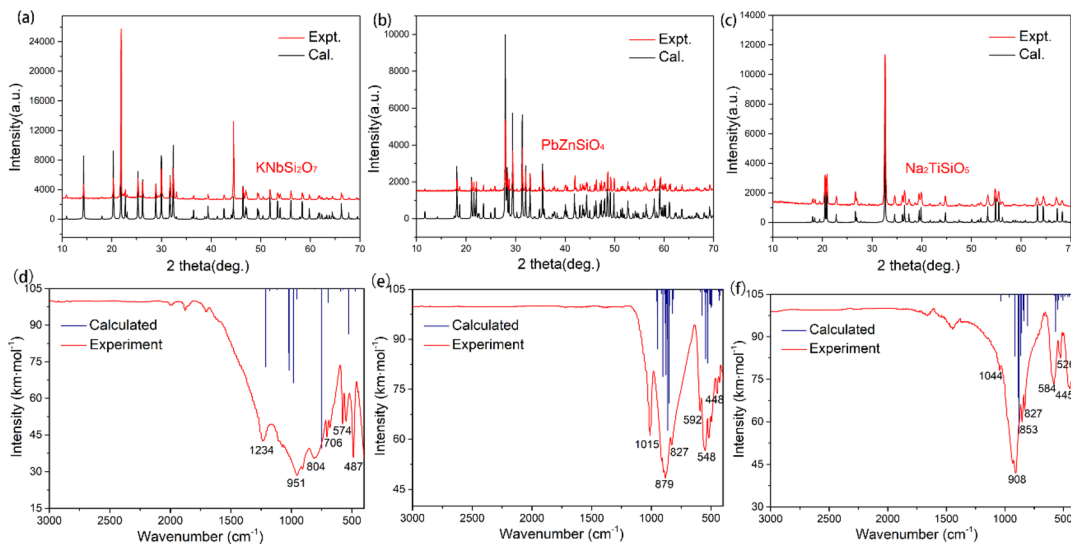 (a)
24000
20000
16000
12000
8000
4000
0
Intensity(a.u.)
Expt.
Cal.
KNbSi₂O₇
10 20 30 40 50 60 70
2 theta(deg.)
(b)
10000
8000
6000
4000
2000
0
Intensity(a.u.)
Expt.
Cal.
PbZnSiO₄
10 20 30 40 50 60 70
2 theta(deg.)
(c)
14000
12000
10000
8000
6000
4000
2000
0
Intensity(a.u.)
Expt.
Cal.
Na₂TiSiO₅
10 20 30 40 50 60 70
2 theta(deg.)
(d)
105
90
75
60
45
30
15
Intensity (km·mol⁻¹)
Calculated
Experiment
1234
951
804
706
574
487
3000 2500 2000 1500 1000 500
Wavenumber (cm⁻¹)
(e)
105
90
75
60
45
Intensity (km·mol⁻¹)
Calculated
Experiment
1015
879
827
592
548
448
3000 2500 2000 1500 1000 500
Wavenumber (cm⁻¹)
(f)
105
90
75
60
45
30
Intensity (km·mol⁻¹)
Calculated
Experiment
1044
908
853
827
584
526
445
3000 2500 2000 1500 1000 500
Wavenumber (cm⁻¹)